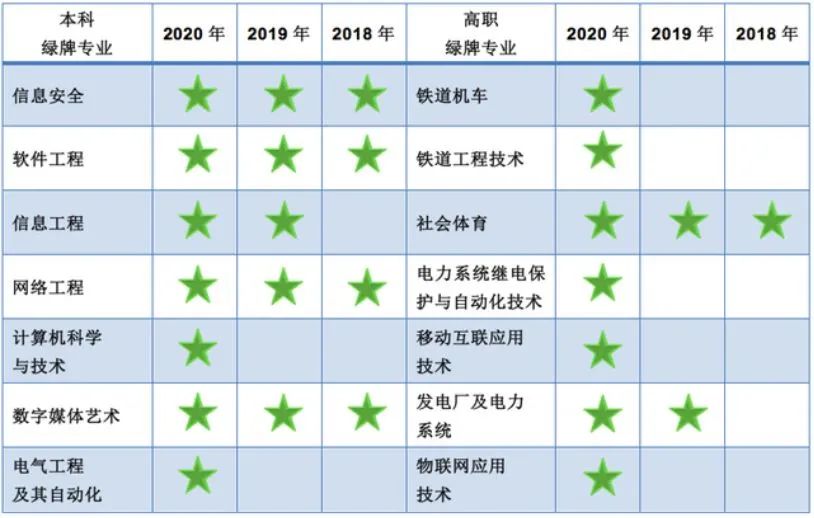 本科
绿牌专业
2020 年
2019 年
2018 年
高职
绿牌专业
2020 年
2019 年
2018 年
信息安全
铁道机车
软件工程
铁道工程技术
信息工程
社会体育
网络工程
电力系统继电保
护与自动化技术
计算机科学
与技术
移动互联应用
技术
数字媒体艺术
发电厂及电力
系统
电气工程
及其自动化
物联网应用
技术